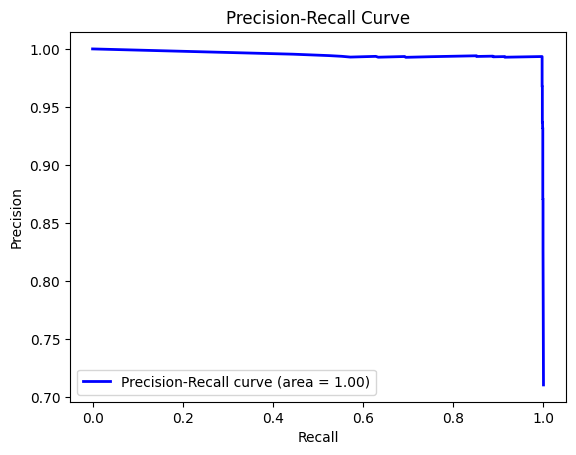 Precision-Recall Curve
1.00
0.95
0.90
0.85
0.80
0.75
0.70
Precision
Precision-Recall curve (area = 1.00)
0.0 0.2 0.4 0.6 0.8 1.0
Recall